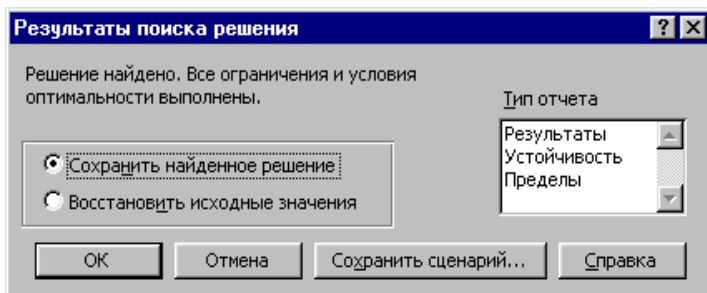 Результаты поиска решения
Решение найдено. Все ограничения и условия
оптимальности выполнены.
Тип отчета
Результаты
Устойчивость
Пределы
Сохранить найденное решение
Восстановить исходные значения
ОК
Отмена
Сохранить сценарий...
Справка